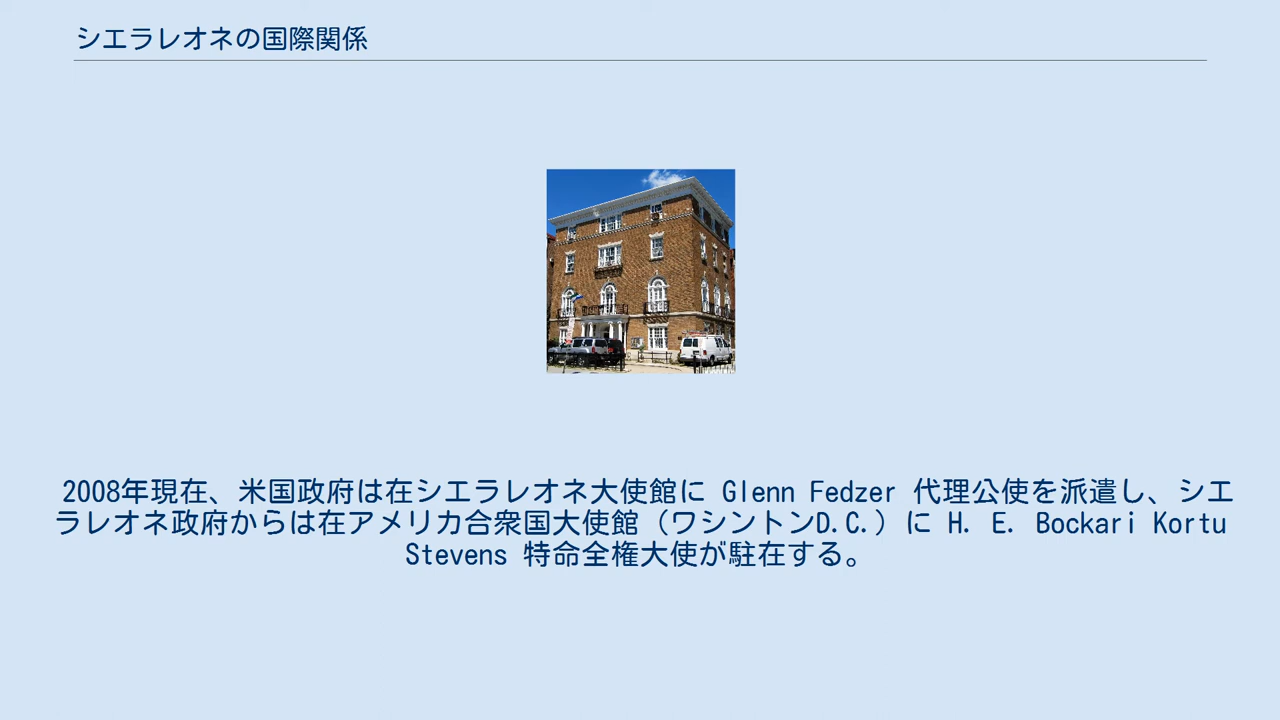 シエラレオネの国際関係
2008年現在、米国政府は在シエラレオネ大使館に Glenn Fedzer 代理公使を派遣し、シエ
ラレオネ政府からは在アメリカ合衆国大使館（ワシントンD.C.）に H. E. Bockari Kortu
Stevens 特命全権大使が駐在する。